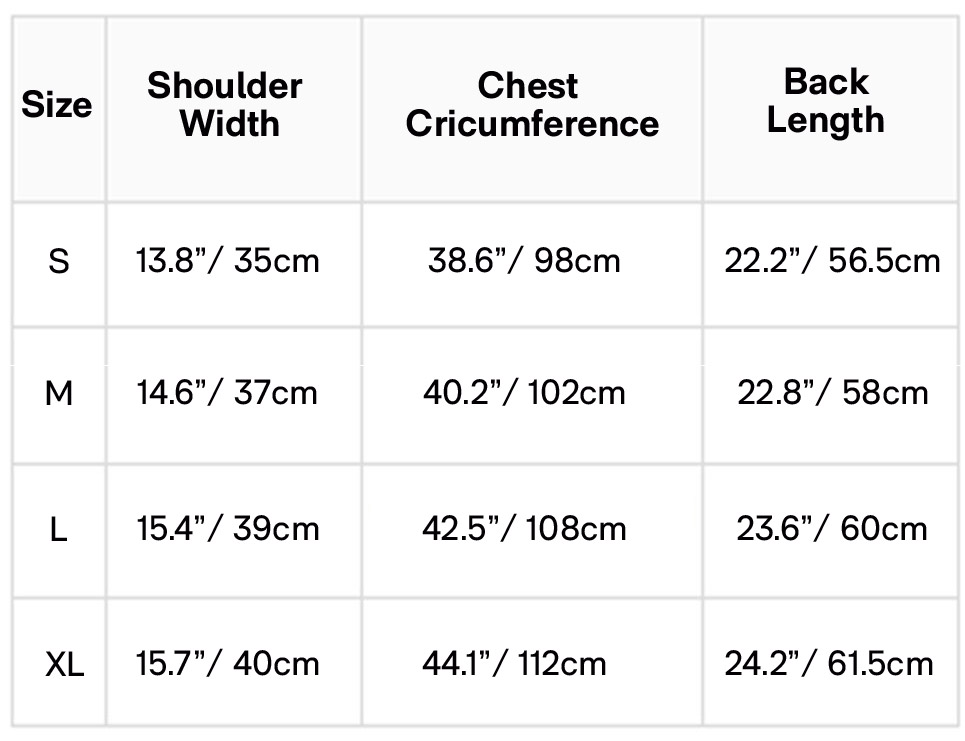 Size
Shoulder
Width
Chest
Cricumference
Back
Length
S 13.8”/ 35cm 38.6”/ 98cm 22.2”/ 56.5cm
M 14.6”/ 37cm 40.2”/ 102cm 22.8”/ 58cm
L 15.4”/ 39cm 42.5”/ 108cm 23.6”/ 60cm
XL 15.7”/ 40cm 44.1”/ 112cm 24.2”/ 61.5cm